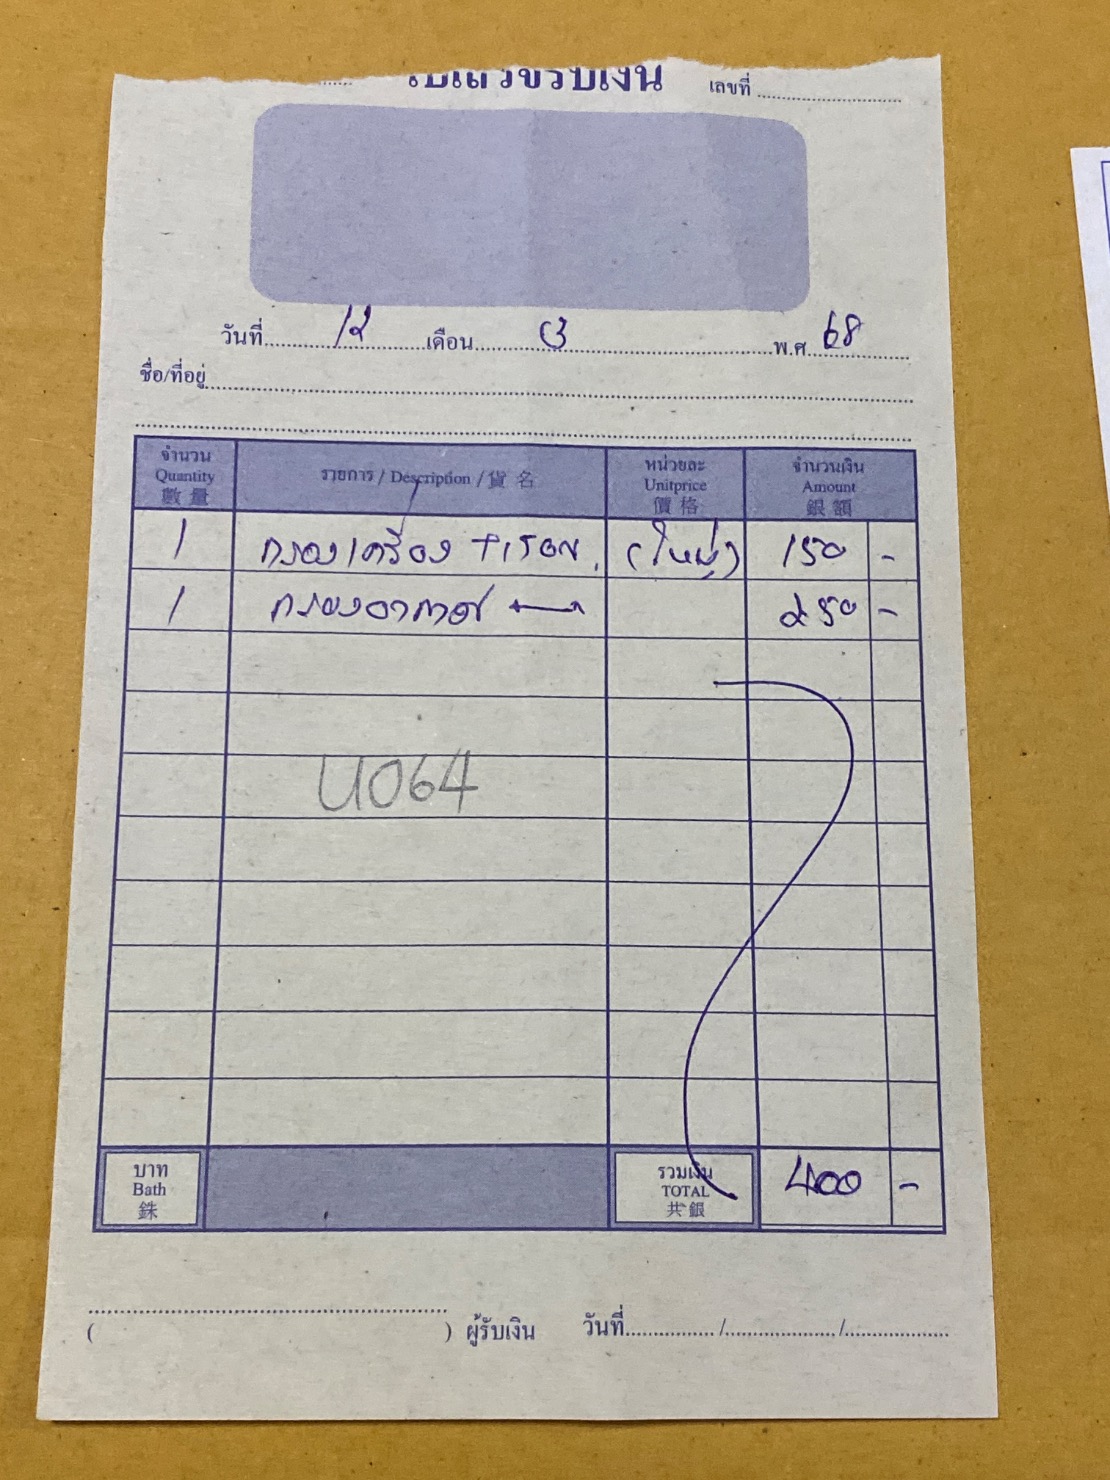 ใบเสร็จรับเงิน เลขที่
วันที่ 12 เดือน 3 พ.ศ. 68
ชื่อ/ที่อยู่
จำนวน Quantity 數量 รายการ / Description / 貨名 หน่วยละ Unitprice 價格 จำนวนเงิน Amount 銀額
1 กรองเครื่อง (ใหม่) 150 -
1 กรองอากาศ 250 -
U064
บาท Bath 銖 รวมเงิน TOTAL 共銀 400 -
( ) ผู้รับเงิน วันที่ / /